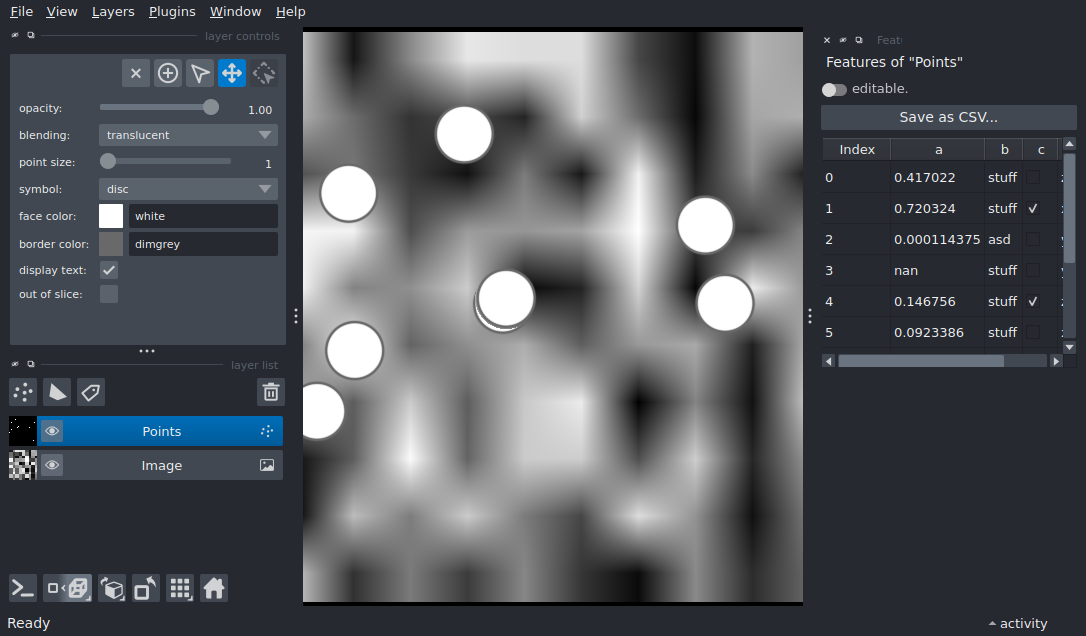 File View Layers Plugins Window Help
layer controls
opacity: 1.00
blending: translucent
point size: 1
symbol: disc
face color: white
border color: dimgrey
display text:
out of slice:
layer list
Points
Image
Ready
Features of "Points"
editable.
Save as CSV...
Index a b c
0 0.417022 stuff
1 0.720324 stuff
2 0.000114375 asd
3 nan stuff
4 0.146756 stuff
5 0.0923386 stuff
activity